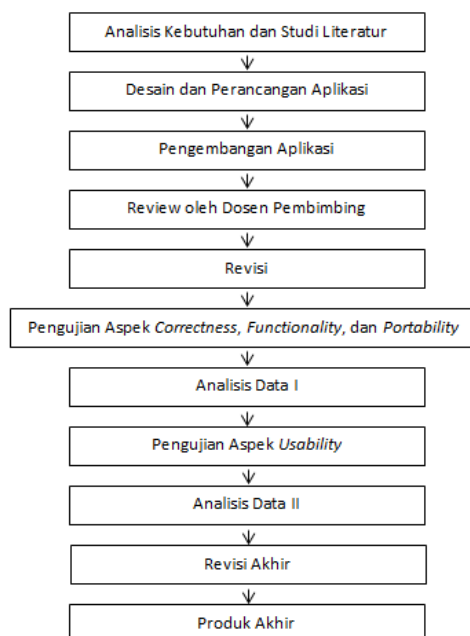 Analisis Kebutuhan dan Studi Literatur
Desain dan Perancangan Aplikasi
Pengembangan Aplikasi
Review oleh Dosen Pembimbing
Revisi
Pengujian Aspek Correctness, Functionality, dan Portability
Analisis Data I
Pengujian Aspek Usability
Analisis Data II
Revisi Akhir
Produk Akhir